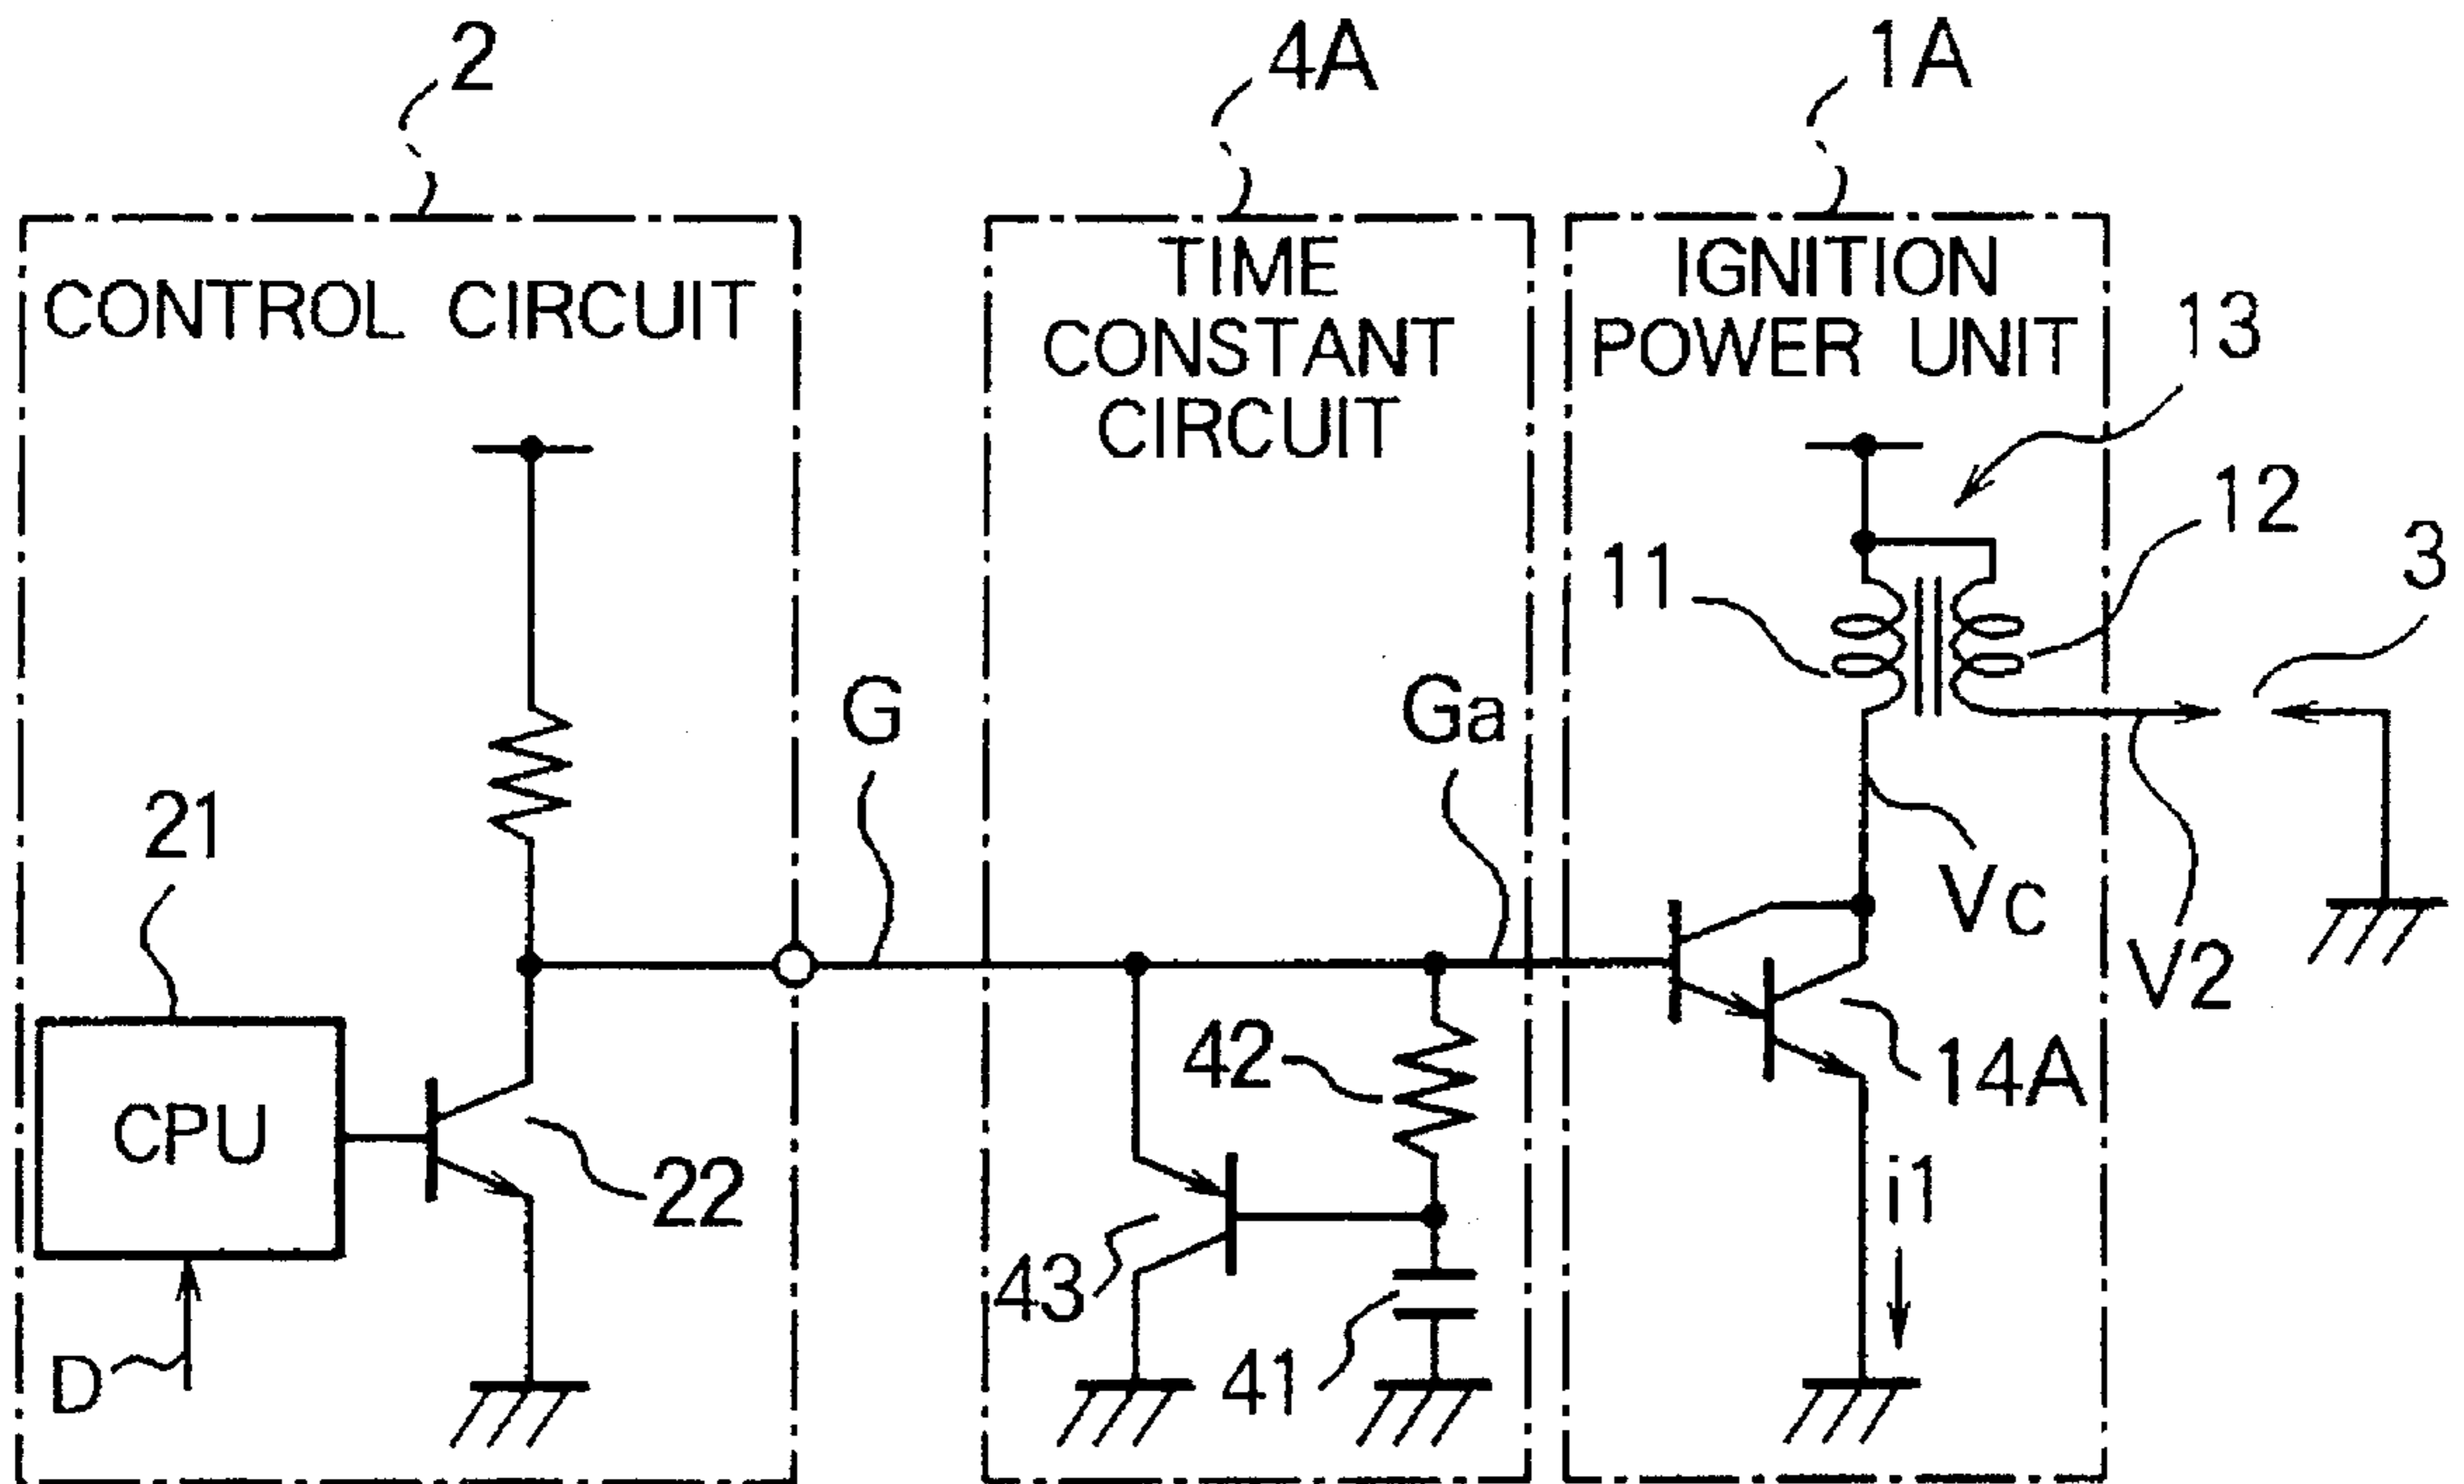 2
4A
1A
CONTROL CIRCUIT
TIME
CONSTANT
CIRCUIT
IGNITION
POWER UNIT
13
12
11
3
G
Ga
21
Vc
V2
CPU
22
42
14A
43
i1
41
D